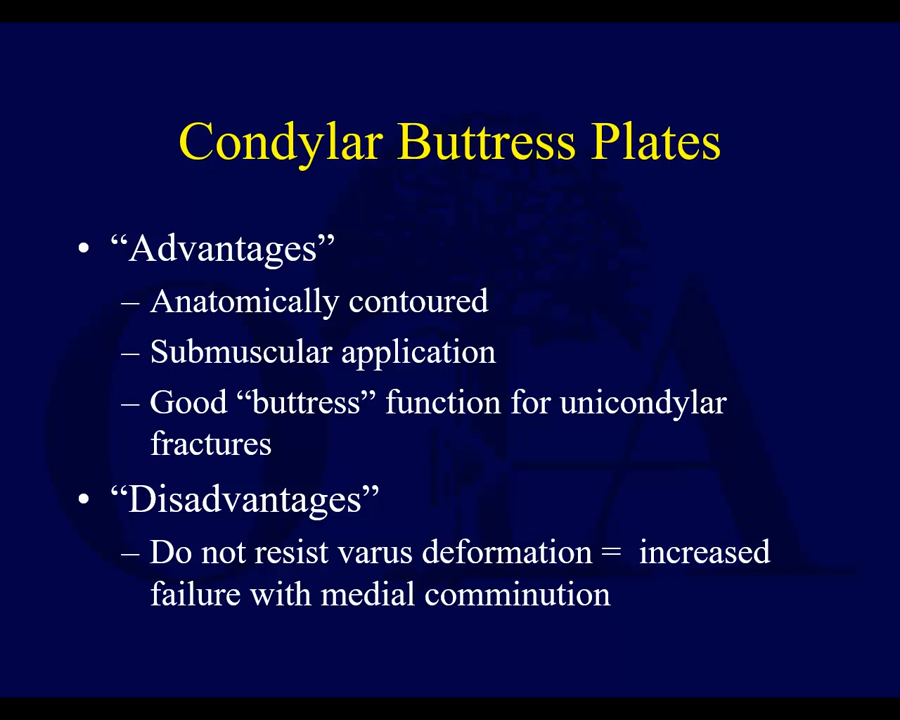 Condylar Buttress Plates
• “Advantages”
– Anatomically contoured
– Submuscular application
– Good “buttress” function for unicondylar
fractures
• “Disadvantages”
– Do not resist varus deformation =  increased
failure with medial comminution
OTA